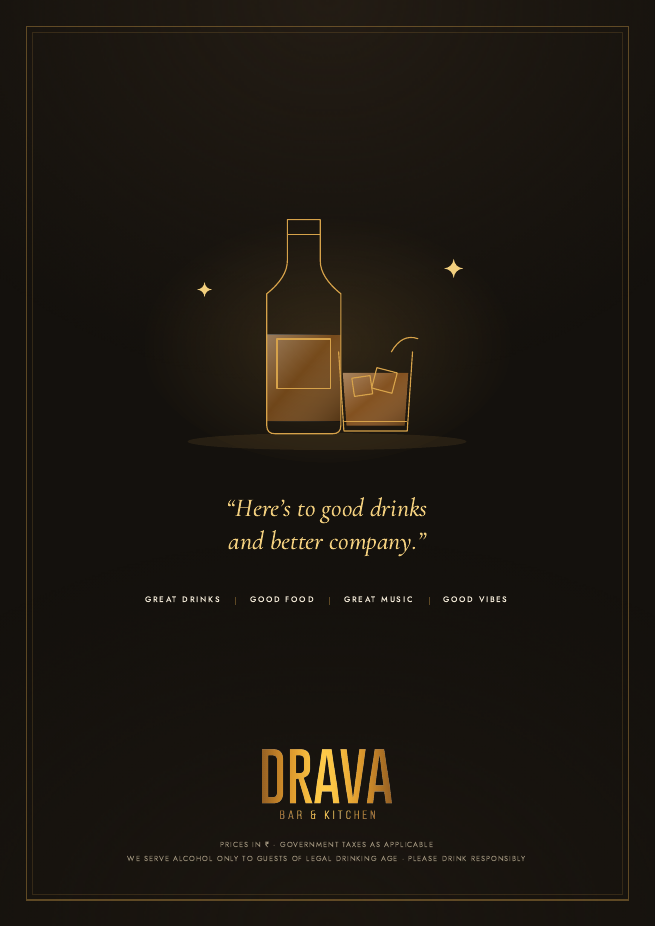 “Here’s to good drinks
and better company.”
GREAT DRINKS | GOOD FOOD | GREAT MUSIC | GOOD VIBES
DRAVA
BAR & KITCHEN
PRICES IN ₹ · GOVERNMENT TAXES AS APPLICABLE
WE SERVE ALCOHOL ONLY TO GUESTS OF LEGAL DRINKING AGE · PLEASE DRINK RESPONSIBLY